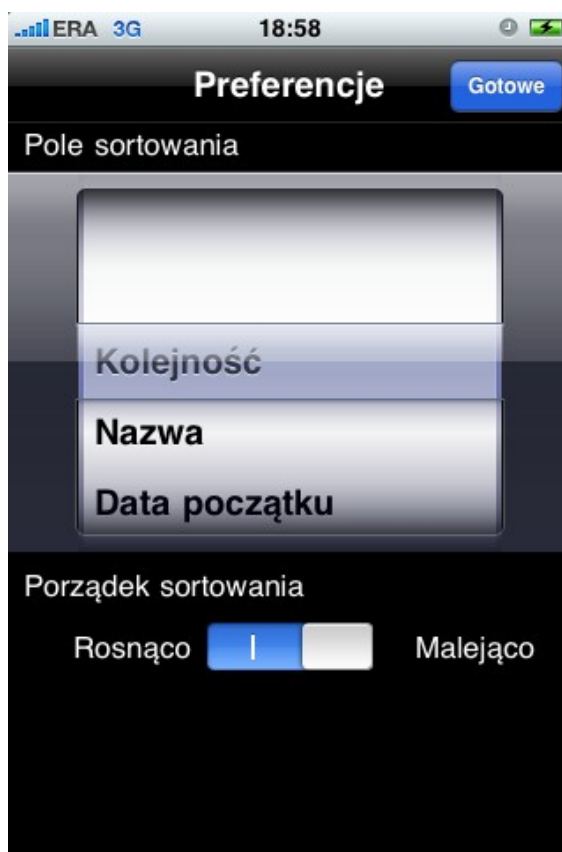 ERA 3G 18:58
Preferencje Gotowe
Pole sortowania
Kolejność
Nazwa
Data początku
Porządek sortowania
Rosnąco Malejąco